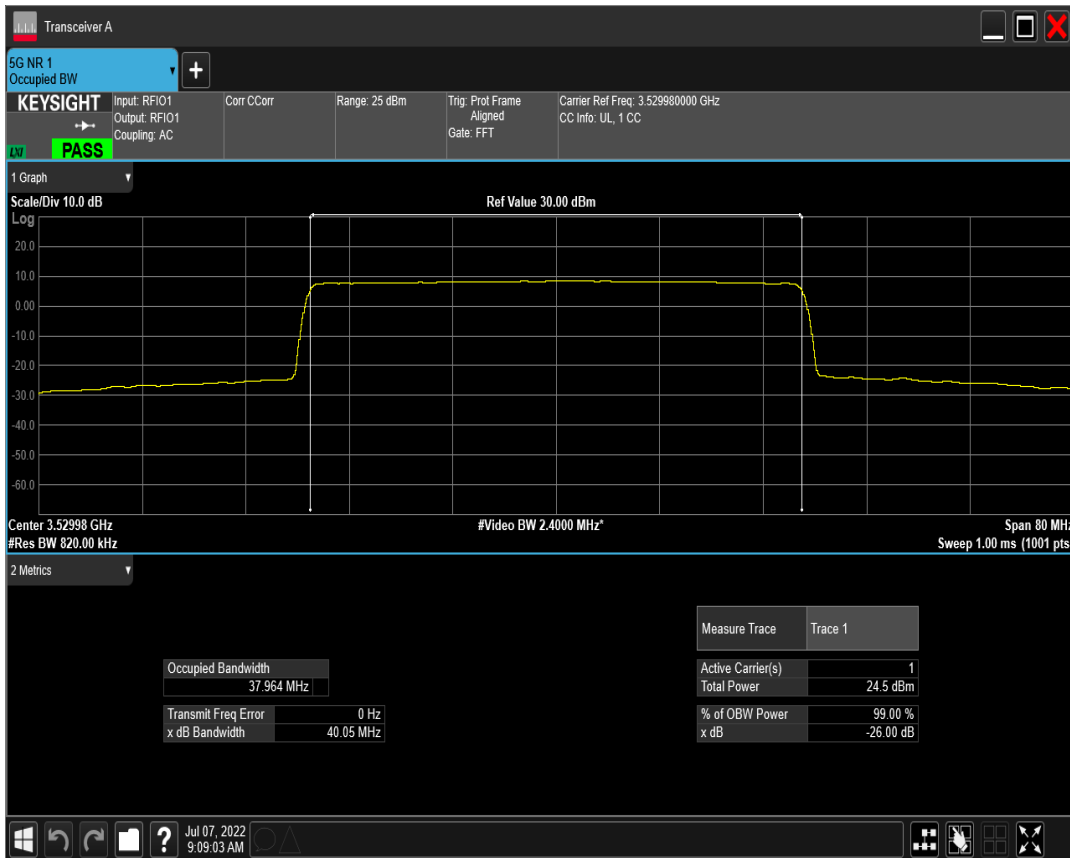 Transceiver A
5G NR 1
Occupied BW
+
KEYSIGHT
LXI
PASS
Input: RFIO1
Output: RFIO1
Coupling: AC
Corr CCorr
Range: 25 dBm
Trig: Prot Frame
Aligned
Gate: FFT
Carrier Ref Freq: 3.529980000 GHz
CC Info: UL, 1 CC
1 Graph
Scale/Div 10.0 dB
Ref Value 30.00 dBm
Log
20.0
10.0
0.00
-10.0
-20.0
-30.0
-40.0
-50.0
-60.0
Center 3.52998 GHz
#Video BW 2.4000 MHz*
Span 80 MHz
#Res BW 820.00 kHz
Sweep 1.00 ms (1001 pts
2 Metrics
Measure Trace Trace 1
Occupied Bandwidth
37.964 MHz
Active Carrier(s) 1
Total Power 24.5 dBm
Transmit Freq Error 0 Hz
x dB Bandwidth 40.05 MHz
% of OBW Power 99.00 %
x dB -26.00 dB
?
Jul 07, 2022
9:09:03 AM